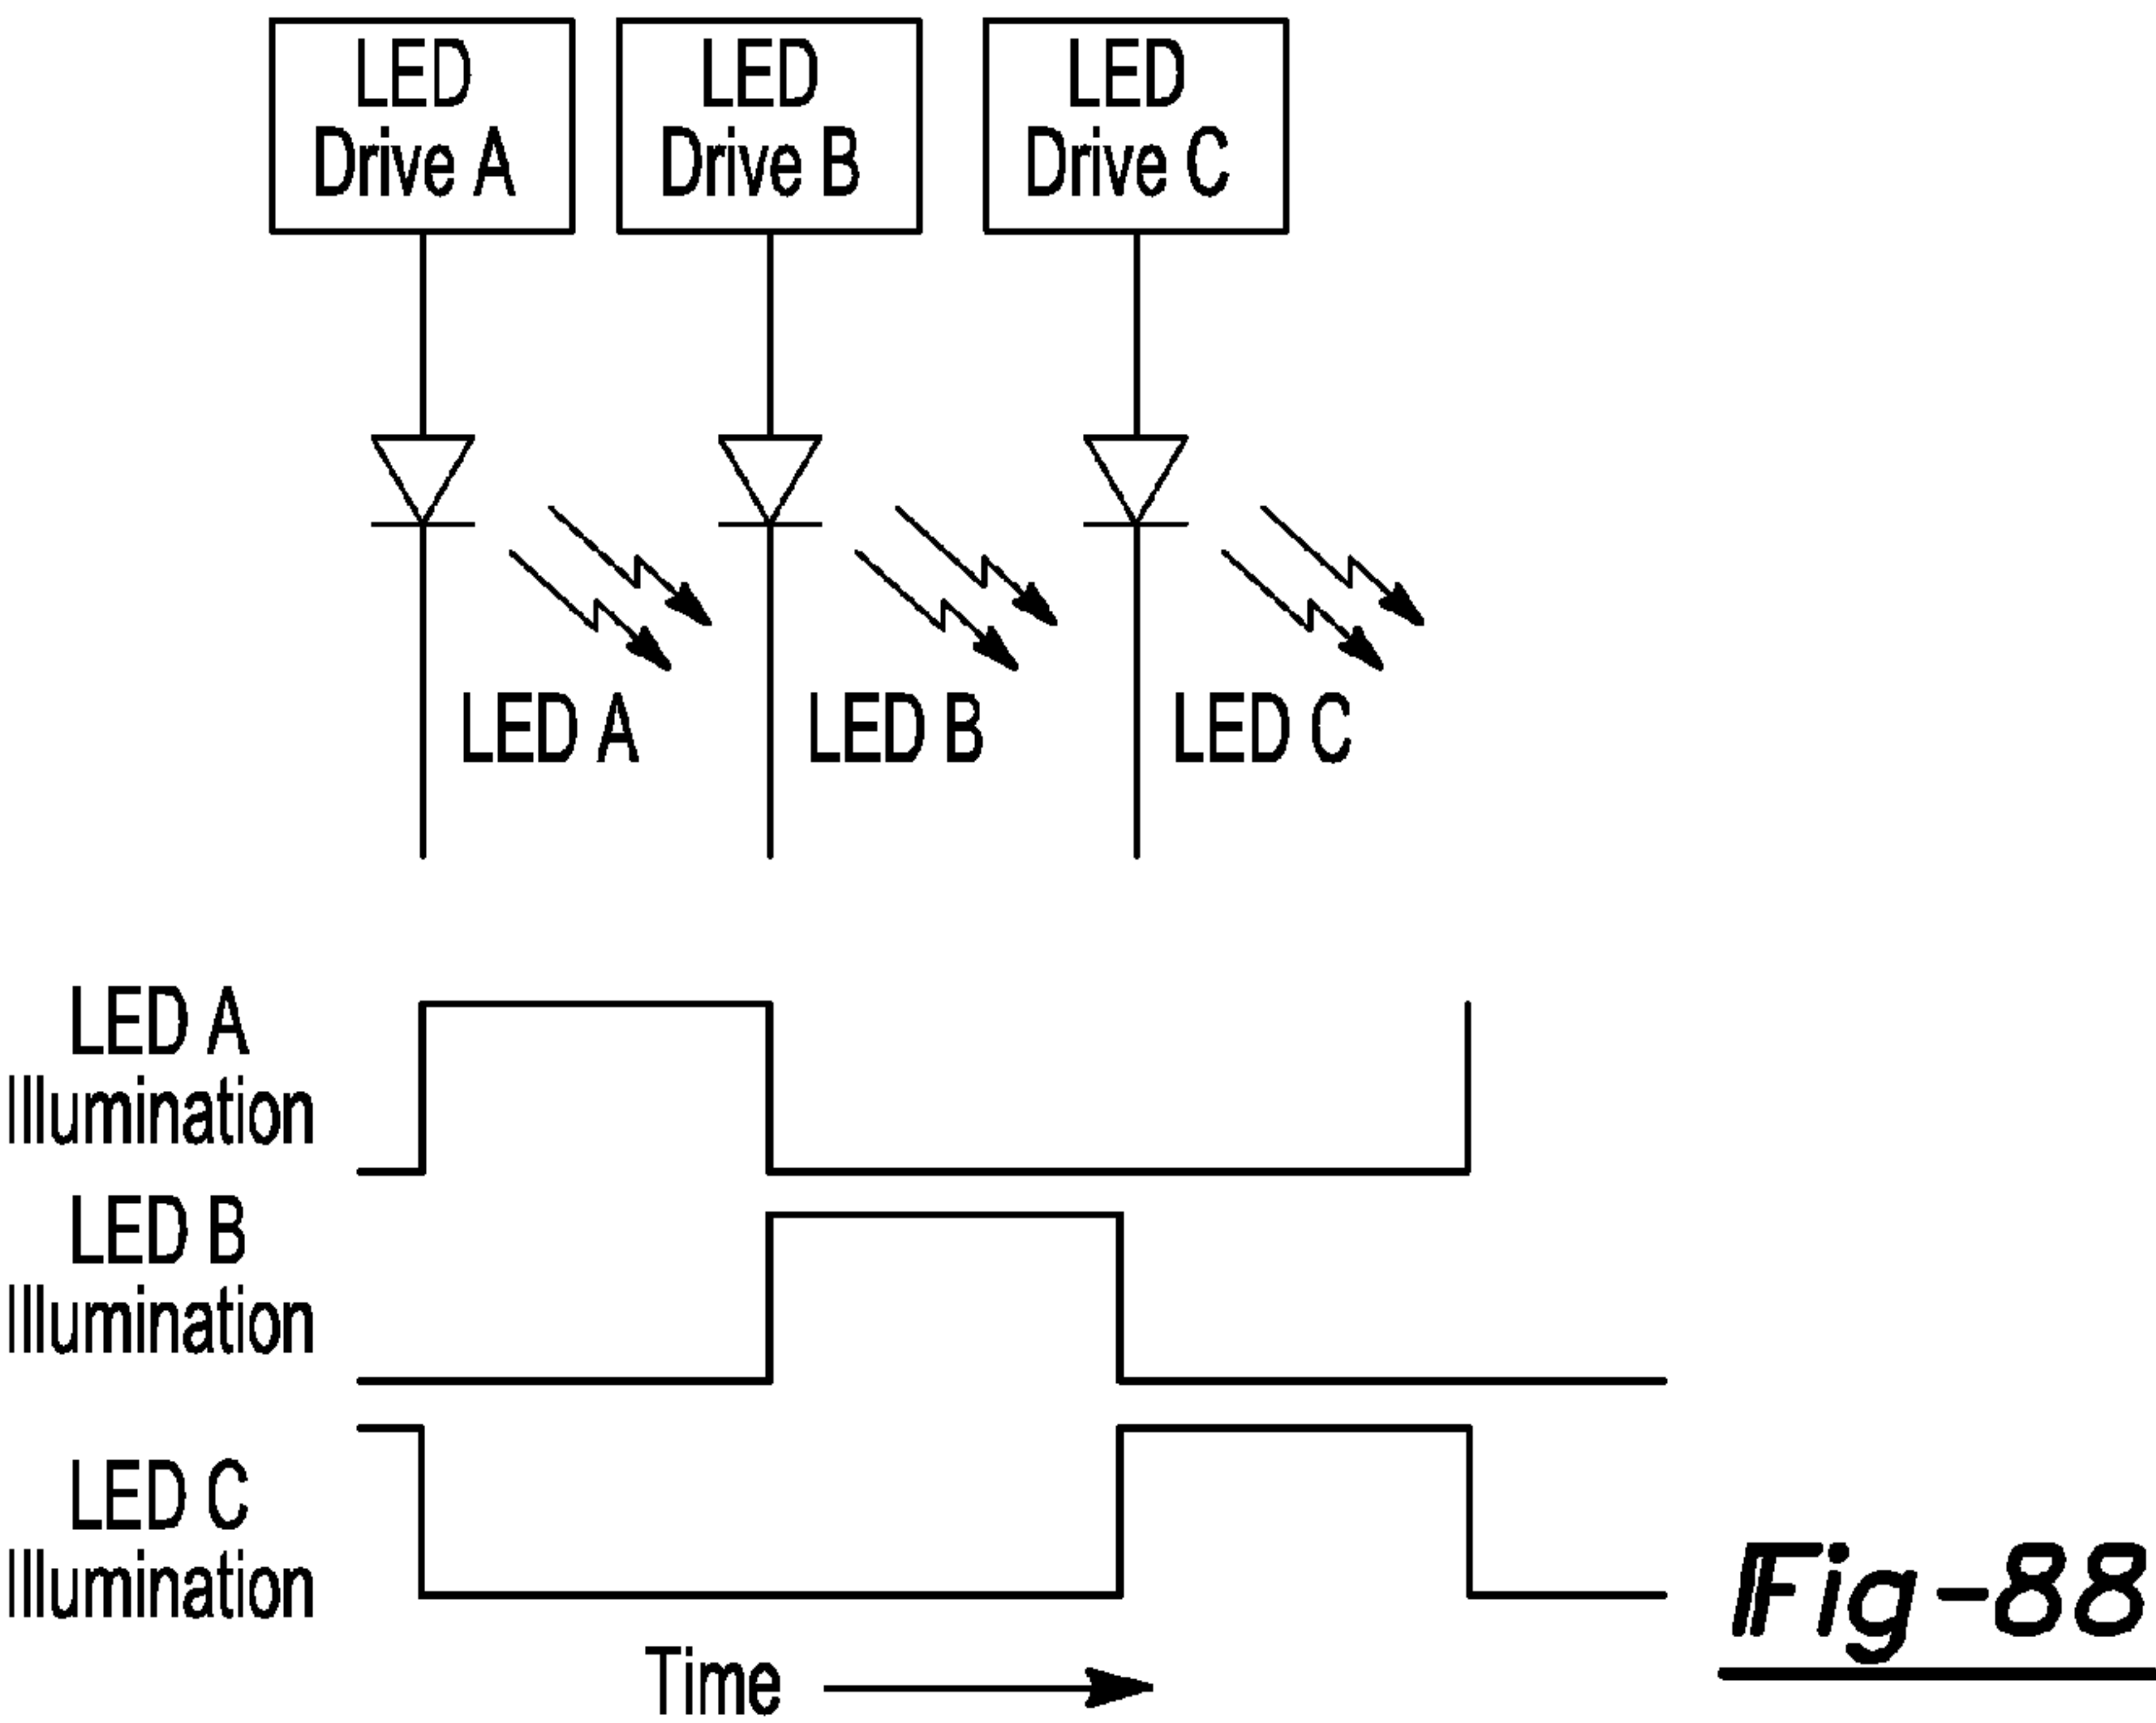 LED
Drive A
LED
Drive B
LED
Drive C
LED A
LED B
LED C
LED A
Illumination
LED B
Illumination
LED C
Illumination
Time
Fig-88